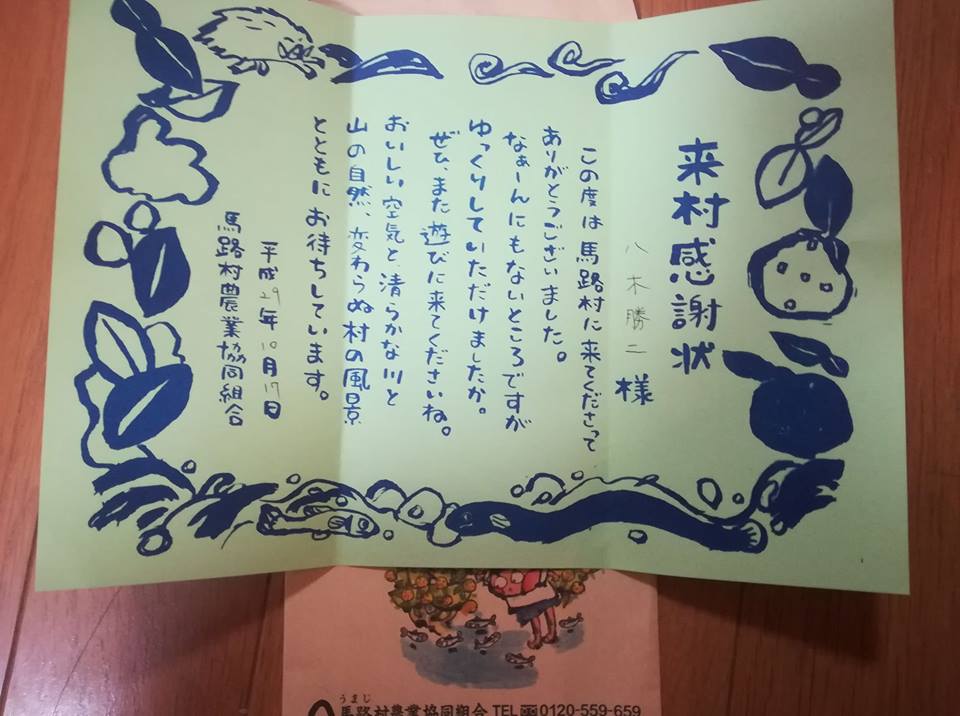 来村感謝状
八木勝二 様
この度は馬路村に来てくださって
ありがとうございました。
なぁーんにもないところですが
ゆっくりしていただけましたか。
ぜひ、また遊びに来てくださいね。
おいしい空気と清らかな川と
山の自然、変わらぬ村の風景
とともにお待ちしています。
平成29年10月17日
馬路村農業協同組合
うまじ
馬路村農業協同組合 TEL 0120-559-659